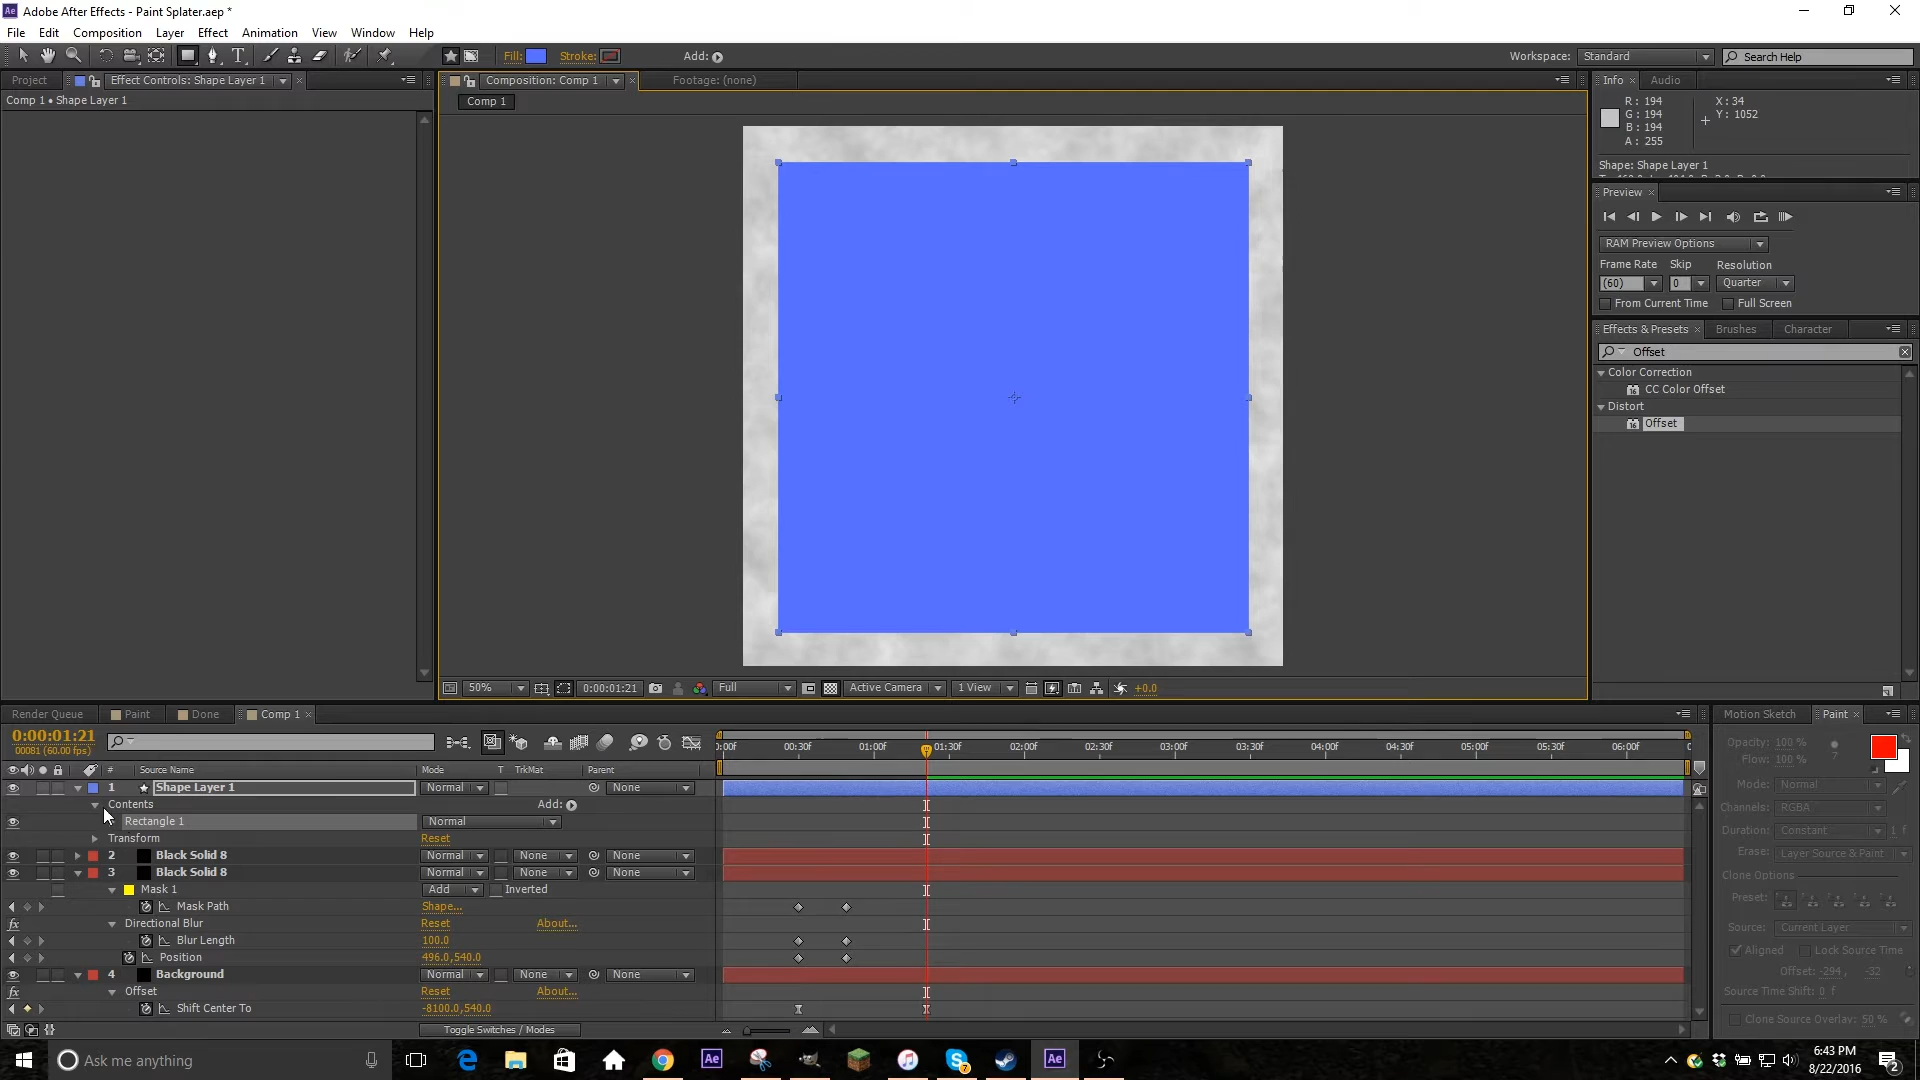 Adobe After Effects - Paint Splater.aep *
File Edit Composition Layer Effect Animation View Window Help
Fill: Stroke: Add: Workspace: Standard Search Help
Project Effect Controls: Shape Layer 1 Composition: Comp 1 Footage: (none) Info Audio
Comp 1 • Shape Layer 1
Comp 1
R: 194 X: 34
G: 194 Y: 1052
B: 194
A: 255
Shape: Shape Layer 1
Preview
RAM Preview Options
Frame Rate Skip Resolution
(60) 0 Quarter
From Current Time Full Screen
Effects & Presets Brushes Character
Offset
Color Correction
CC Color Offset
Distort
Offset
50% 0:00:01:21 Full Active Camera 1 View +0.0
Render Queue Paint Done Comp 1 Motion Sketch Paint
0:00:01:21
00081 (60.00 fps)
0:00f 00:30f 01:00f 01:30f 02:00f 02:30f 03:00f 03:30f 04:00f 04:30f 05:00f 05:30f 06:00f
# Source Name Mode T TrkMat Parent
1 Shape Layer 1 Normal None
Contents Add:
Rectangle 1 Normal
Transform Reset
2 Black Solid 8 Normal None None
3 Black Solid 8 Normal None None
Mask 1 Add Inverted
Mask Path Shape...
fx Directional Blur Reset About...
Blur Length 100.0
Position 496.0,540.0
4 Background Normal None None
fx Offset Reset About...
Shift Center To -8100.0,540.0
Toggle Switches / Modes
Opacity: 100 %
Flow: 100 % 7
Mode: Normal
Channels: RGBA
Duration: Constant 1 f
Erase: Layer Source & Paint
Clone Options
Preset:
Source: Current Layer
Aligned Lock Source Time
Offset: -294, -32
Source Time Shift: 0 f
Clone Source Overlay: 50 %
Ask me anything
Ae Ae
7
6:43 PM
8/22/2016
2